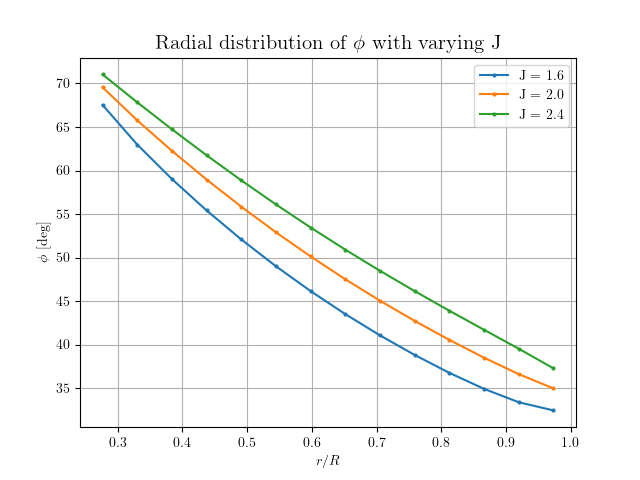 Radial distribution of ϕ with varying J
J = 1.6
J = 2.0
J = 2.4
ϕ [deg]
70
65
60
55
50
45
40
35
0.3 0.4 0.5 0.6 0.7 0.8 0.9 1.0
r/R